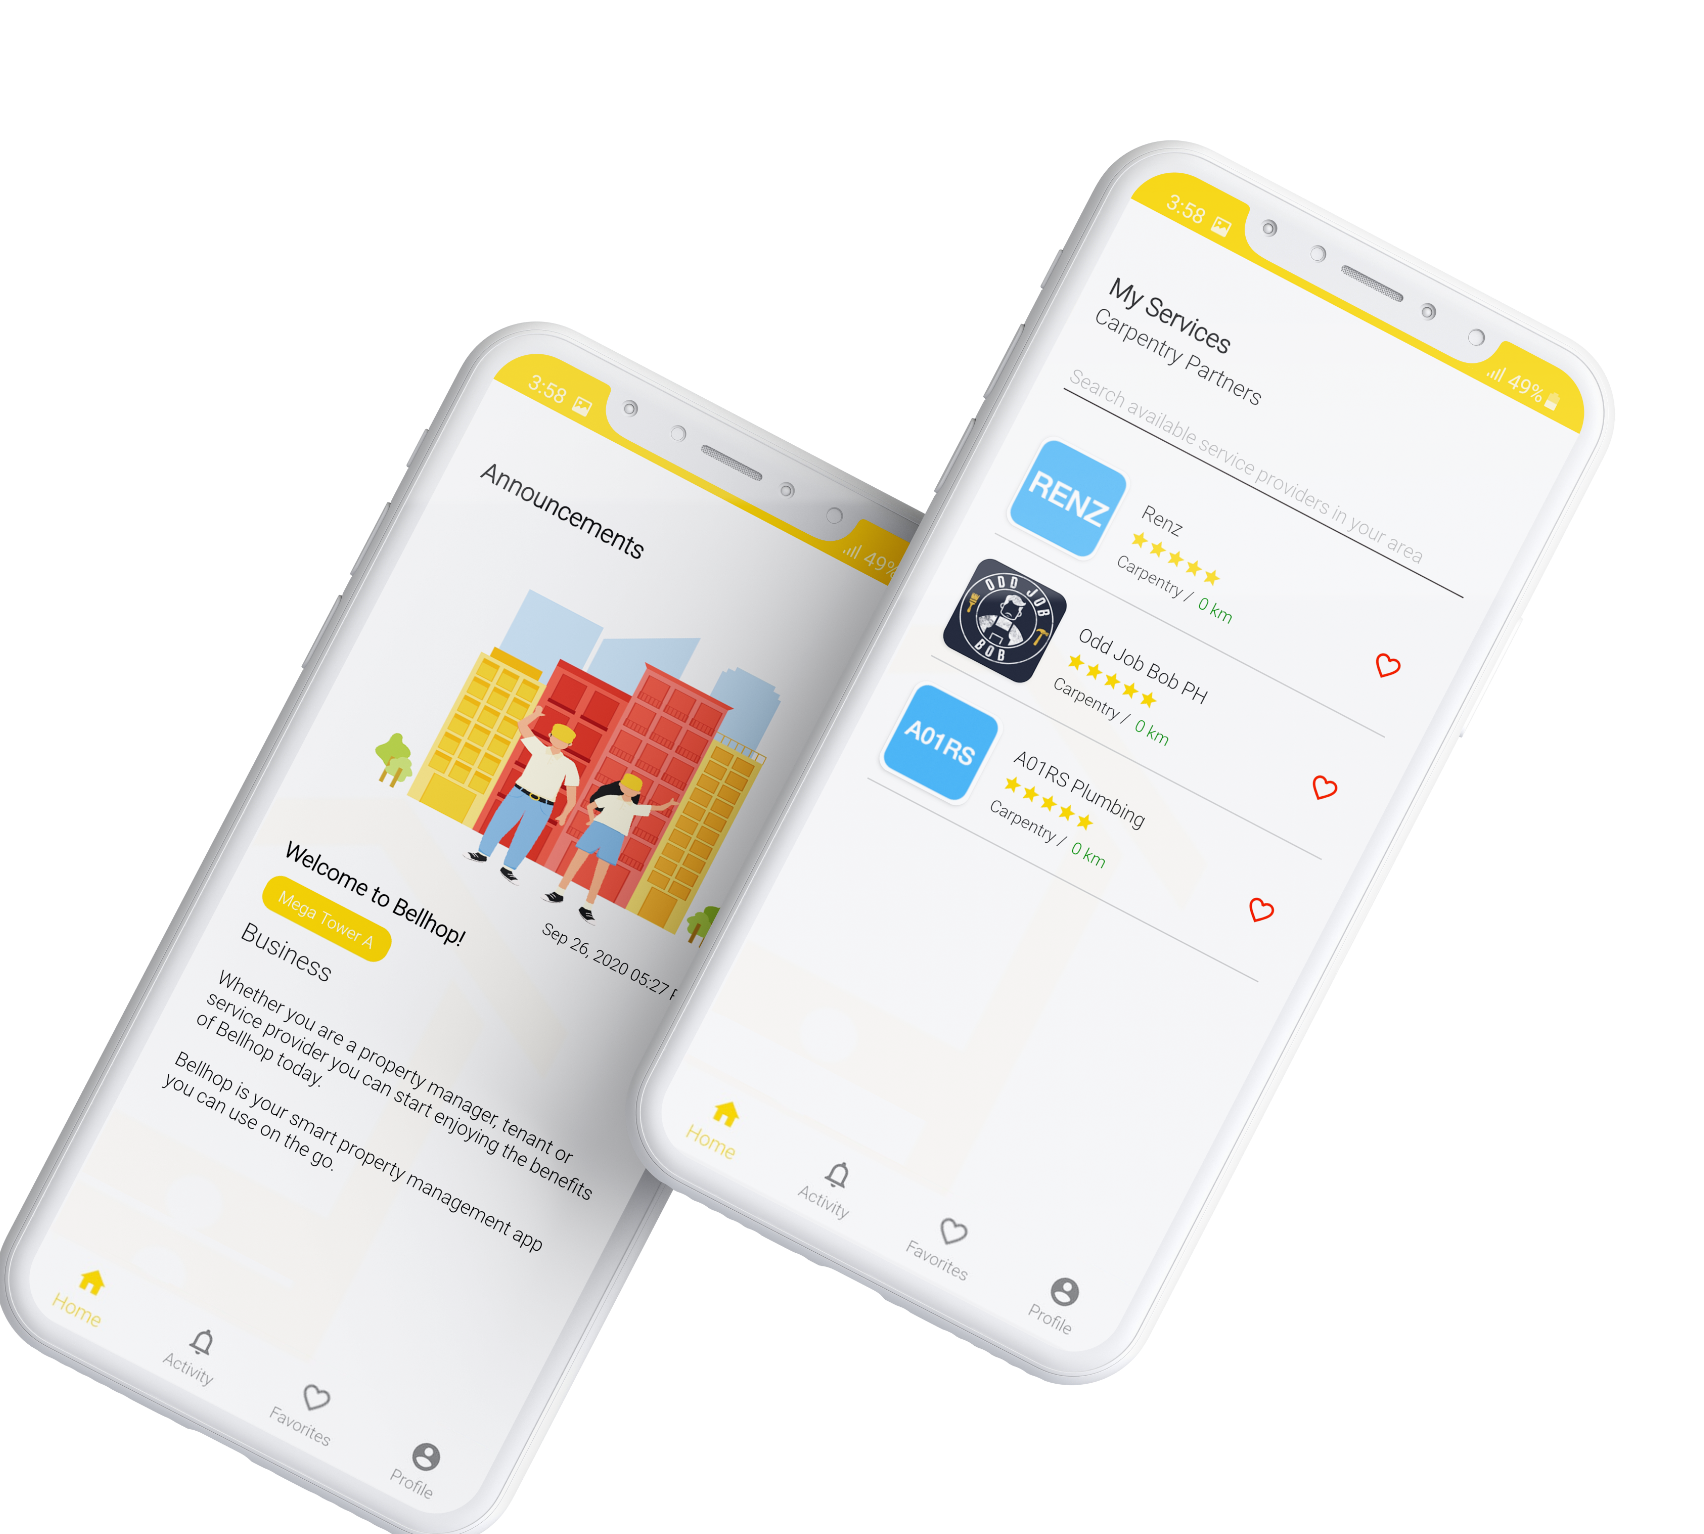 3:58
49%
Announcements
Welcome to Bellhop!
Mega Tower A
Sep 26, 2020 05:27
Business
Whether you are a property manager, tenant or
service provider you can start enjoying the benefits
of Bellhop today.
Bellhop is your smart property management app
you can use on the go.
Home
Activity
Favorites
Profile
3:58
49%
My Services
Carpentry Partners
Search available service providers in your area
RENZ
Renz
Carpentry / 0 km
ODD JOB
BOB
Odd Job Bob PH
Carpentry / 0 km
A01RS
A01RS Plumbing
Carpentry / 0 km
Home
Activity
Favorites
Profile